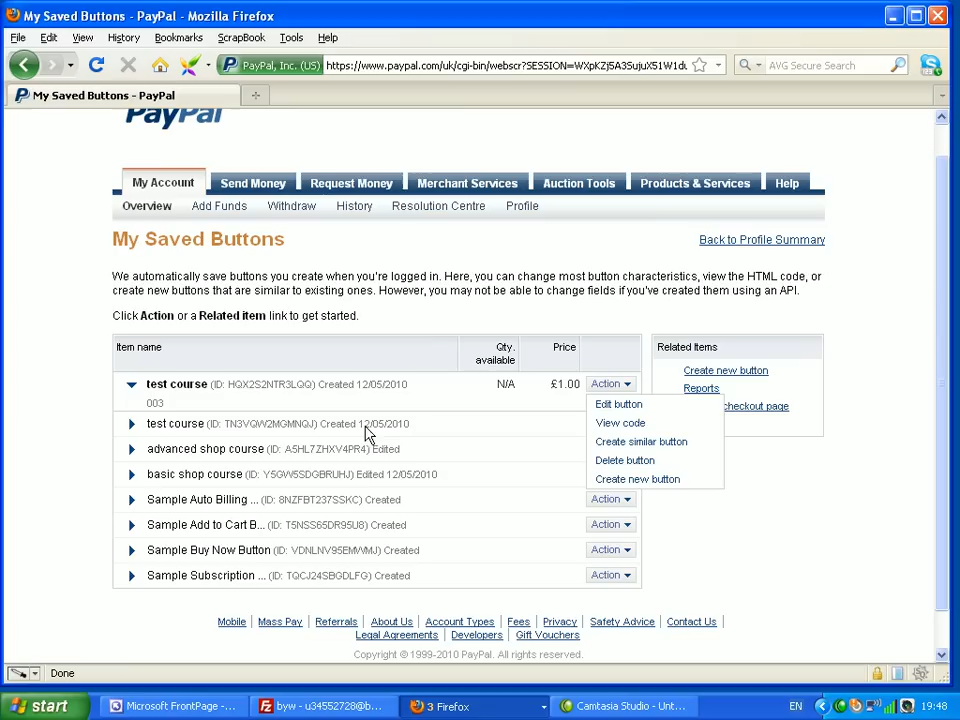 My Saved Buttons - PayPal - Mozilla Firefox
File Edit View History Bookmarks ScrapBook Tools Help
PayPal, Inc. (US) https://www.paypal.com/uk/cgi-bin/webscr?SESSION=WXpKZj5A3SujuX51W1d AVG Secure Search
My Saved Buttons - PayPal
PayPal
My Account Send Money Request Money Merchant Services Auction Tools Products & Services Help
Overview Add Funds Withdraw History Resolution Centre Profile
My Saved Buttons
Back to Profile Summary
We automatically save buttons you create when you're logged in. Here, you can change most button characteristics, view the HTML code, or
create new buttons that are similar to existing ones. However, you may not be able to change fields if you've created them using an API.
Click Action or a Related item link to get started.
Item name Qty. available Price
test course (ID: HQX2S2NTR3LQQ) Created 12/05/2010 N/A £1.00 Action
003
test course (ID: TN3VQW2MGMNQJ) Created 12/05/2010
advanced shop course (ID: A5HL7ZHXV4PR4) Edited
basic shop course (ID: Y5GW5SDGBRUHJ) Edited 12/05/2010
Sample Auto Billing ... (ID: 8NZFBT237SSKC) Created Action
Sample Add to Cart B... (ID: T5NSS65DR95U8) Created Action
Sample Buy Now Button (ID: VDNLNV95EMWMJ) Created Action
Sample Subscription ... (ID: TQCJ24SBGDLFG) Created Action
Edit button
View code
Create similar button
Delete button
Create new button
Related Items
Create new button
Reports
checkout page
Mobile | Mass Pay | Referrals | About Us | Account Types | Fees | Privacy | Safety Advice | Contact Us
Legal Agreements | Developers | Gift Vouchers
Copyright © 1999-2010 PayPal. All rights reserved.
Done
start Microsoft FrontPage -... byw - u34552728@b... 3 Firefox Camtasia Studio - Unt... EN 19:48